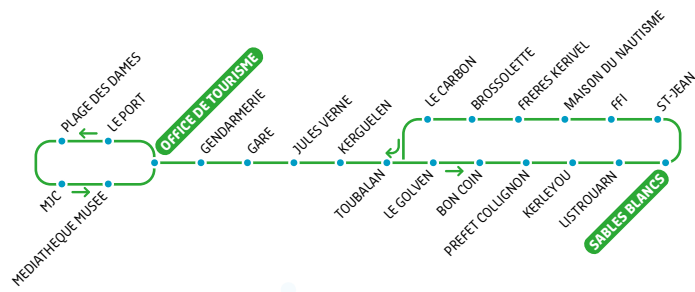 PLAGE DES DAMES
LE PORT
OFFICE DE TOURISME
GENDARMERIE
GARE
JULES VERNE
KERGUELEN
LE CARBON
BROSSOLETTE
FRERES KERIVEL
MAISON DU NAUTISME
FFI
ST-JEAN
MJC
MEDIATHEQUE MUSEE
TOUBALAN
LE GOLVEN
BON COIN
PREFET COLLIGNON
KERLEYOU
LISTROUARN
SABLES BLANCS